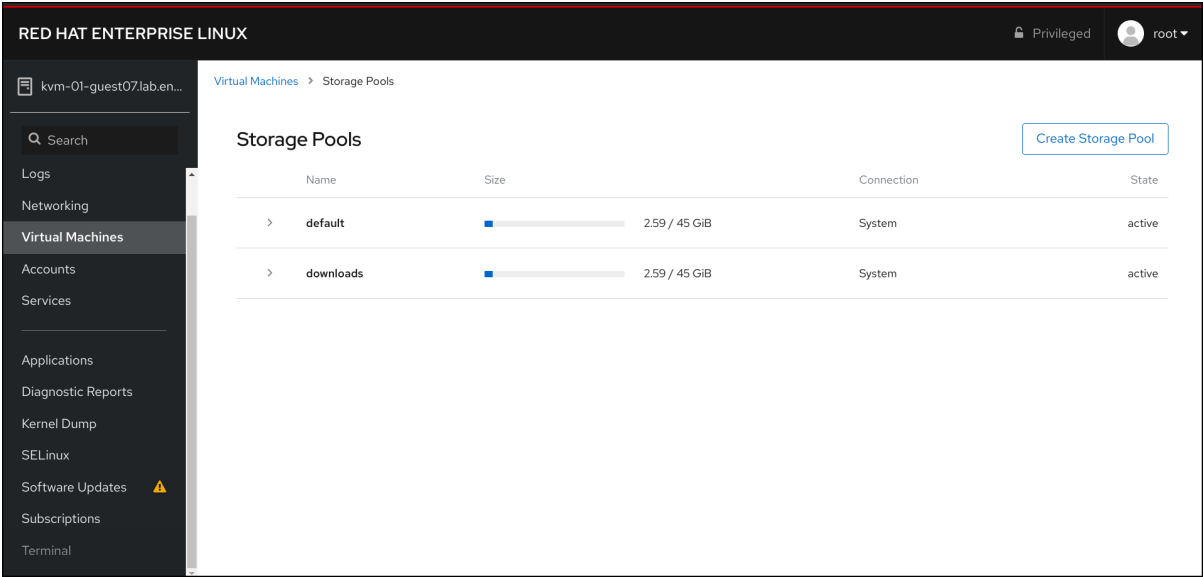 RED HAT ENTERPRISE LINUX
Privileged
root
kvm-01-guest07.lab.en...
Search
Logs
Networking
Virtual Machines
Accounts
Services
Applications
Diagnostic Reports
Kernel Dump
SELinux
Software Updates
Subscriptions
Terminal
Virtual Machines > Storage Pools
Storage Pools
Create Storage Pool
Name Size Connection State
default 2.59 / 45 GiB System active
downloads 2.59 / 45 GiB System active